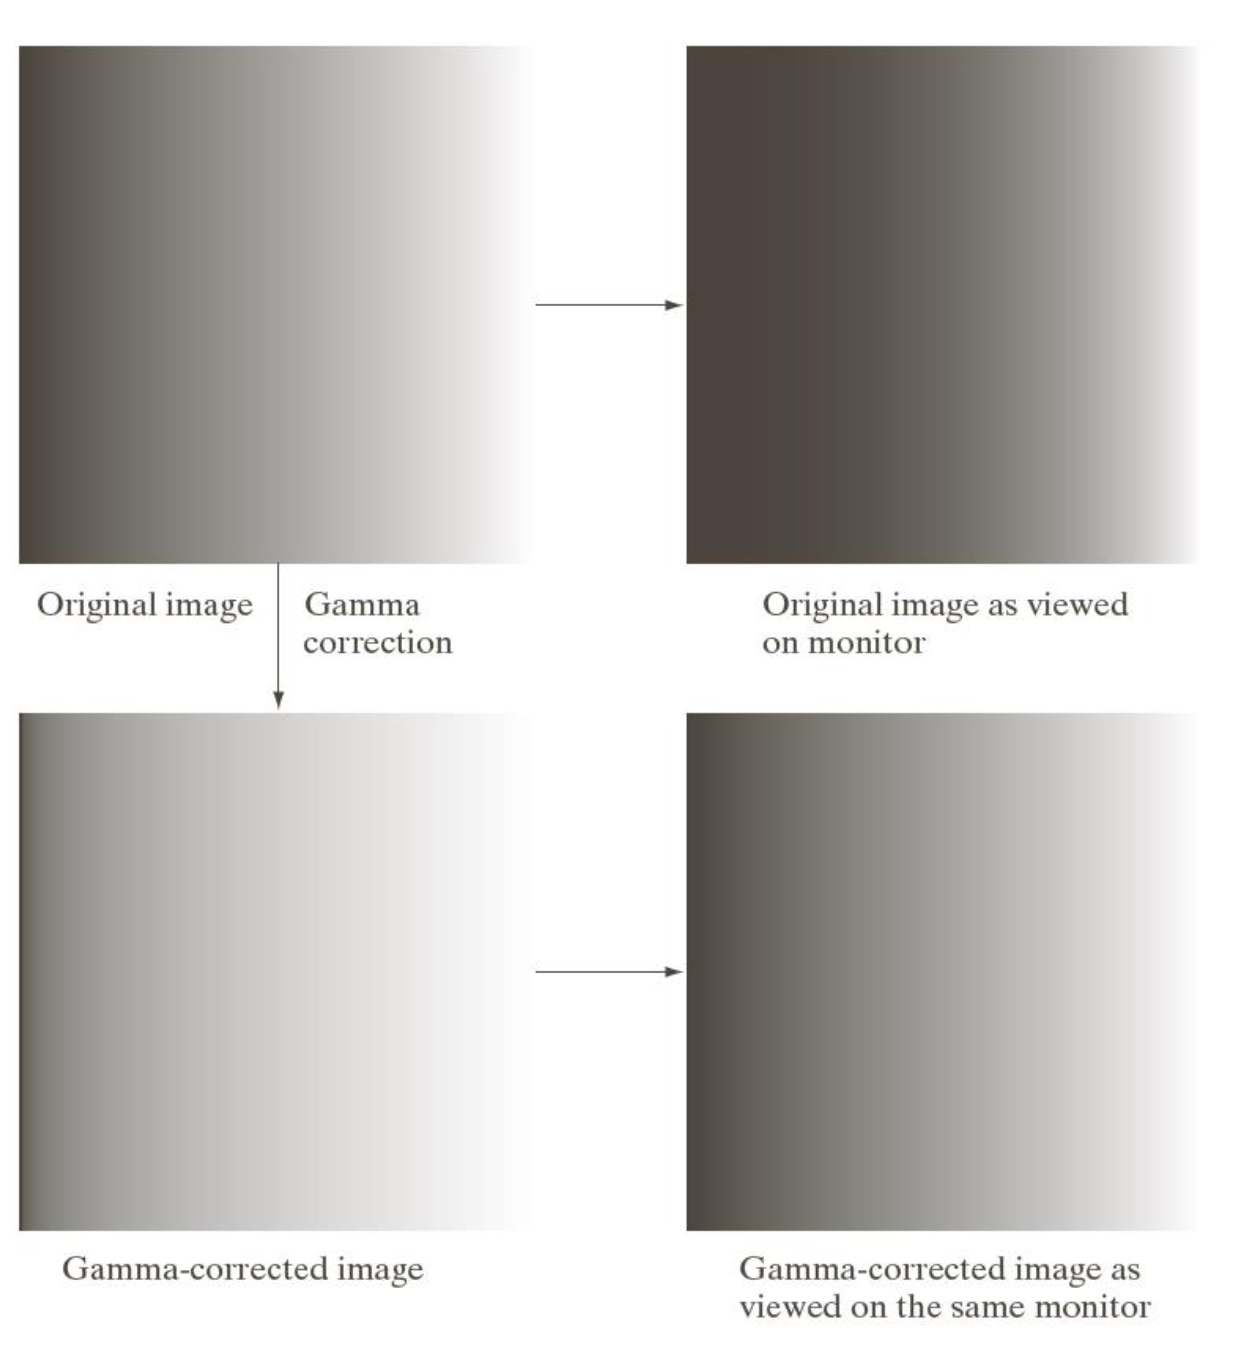 Original image
Gamma
correction
Original image as viewed
on monitor
Gamma-corrected image
Gamma-corrected image as
viewed on the same monitor